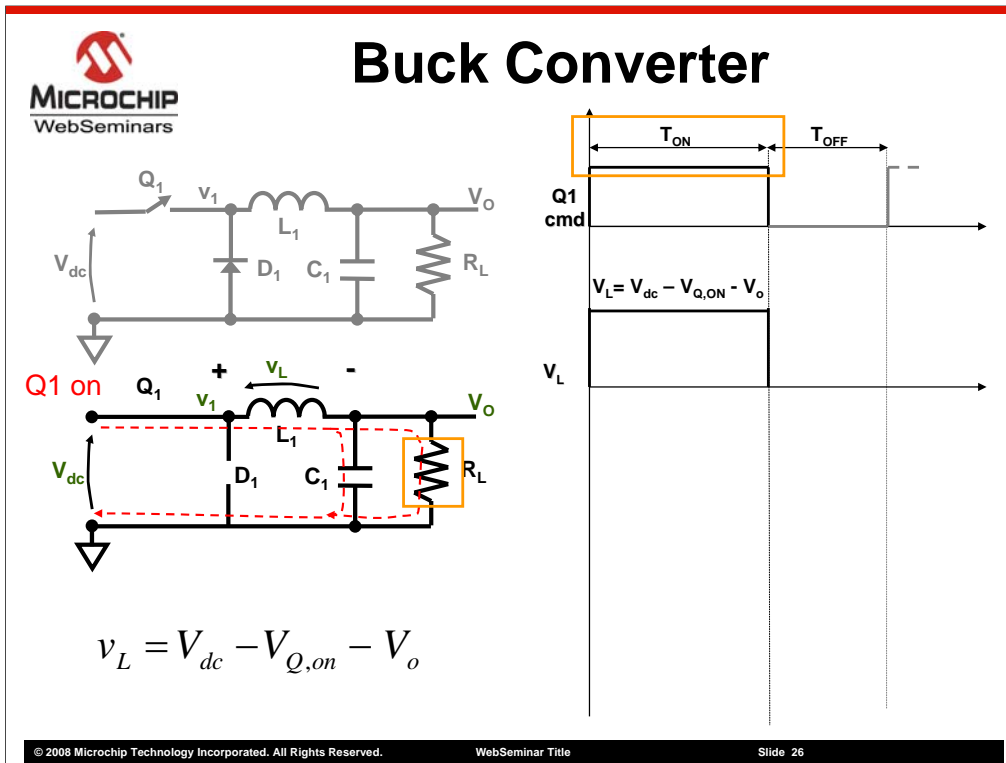 Buck Converter
MICROCHIP
WebSeminars
TON
TOFF
Q1
cmd
Q1
v1
VO
L1
Vdc
D1
C1
RL
VL= Vdc – VQ,ON - Vo
VL
Q1 on
Q1
+
vL
-
v1
VO
L1
Vdc
D1
C1
RL
vL = Vdc − VQ,on − Vo
© 2008 Microchip Technology Incorporated. All Rights Reserved.
WebSeminar Title
Slide 26